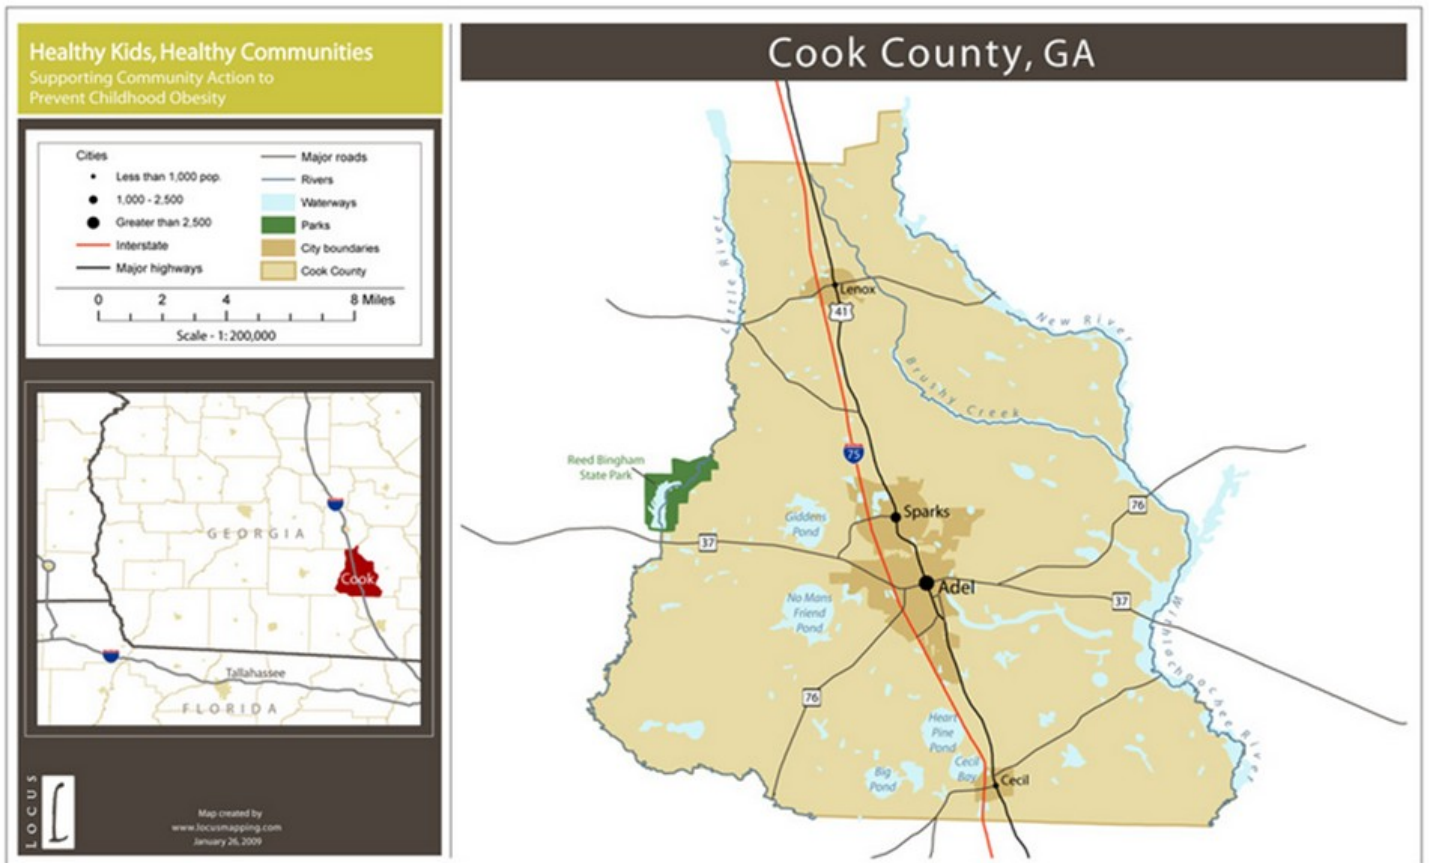 Healthy Kids, Healthy Communities
Supporting Community Action to
Prevent Childhood Obesity
Cities
Less than 1,000 pop.
1,000 - 2,500
Greater than 2,500
Interstate
Major highways
Major roads
Rivers
Waterways
Parks
City boundaries
Cook County
0 2 4 8 Miles
Scale - 1: 200,000
GEORGIA
Cook
Tallahassee
FLORIDA
LOCUS
Map created by
www.locusmapping.com
January 26, 2009
Cook County, GA
Little River
Lenox
41
New River
Brushy Creek
75
Reed Bingham
State Park
Sparks
76
Giddens
Pond
37
Adel
No Mans
Friend
Pond
37
Withlacoochee River
76
Heart
Pine
Pond
Cecil
Bay
Big
Pond
Cecil